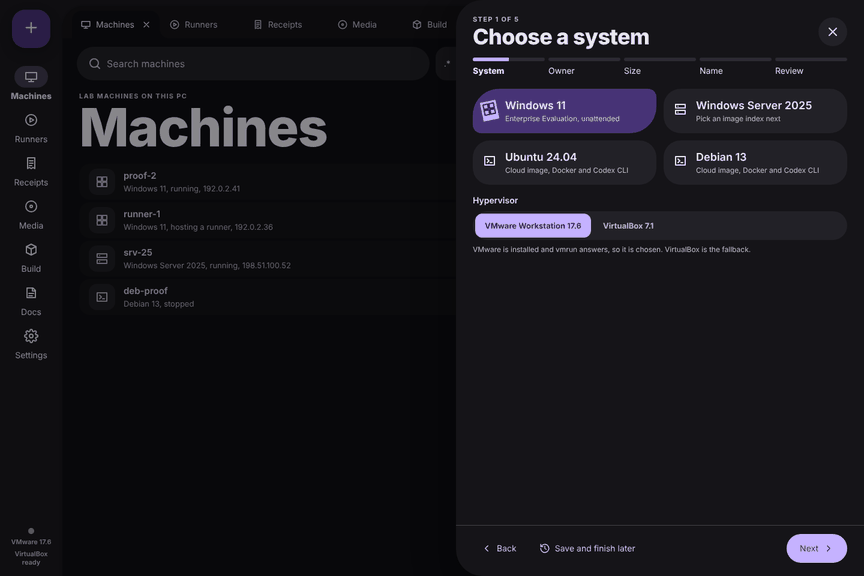 Machines
Runners
Receipts
Media
Build
Search machines
LAB MACHINES ON THIS PC
Machines
proof-2
Windows 11, running, 192.0.2.41
runner-1
Windows 11, hosting a runner, 192.0.2.36
srv-25
Windows Server 2025, running, 198.51.100.52
deb-proof
Debian 13, stopped
Machines
Runners
Receipts
Media
Build
Docs
Settings
VMware 17.6
VirtualBox
ready
STEP 1 OF 5
Choose a system
System
Owner
Size
Name
Review
Windows 11
Enterprise Evaluation, unattended
Windows Server 2025
Pick an image index next
Ubuntu 24.04
Cloud image, Docker and Codex CLI
Debian 13
Cloud image, Docker and Codex CLI
Hypervisor
VMware Workstation 17.6
VirtualBox 7.1
VMware is installed and vmrun answers, so it is chosen. VirtualBox is the fallback.
Back
Save and finish later
Next